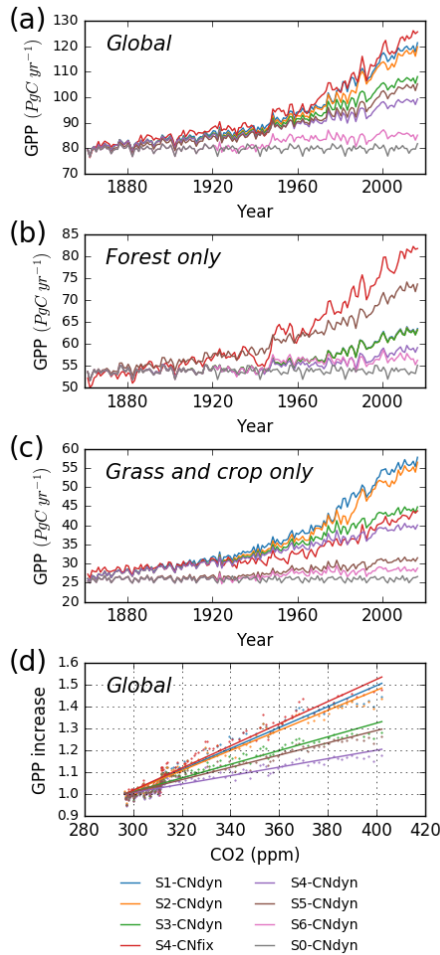 (a)
Global
GPP (PgC yr⁻¹)
130
120
110
100
90
80
70
1880 1920 1960 2000
Year
(b)
Forest only
GPP (PgC yr⁻¹)
85
80
75
70
65
60
55
50
1880 1920 1960 2000
Year
(c)
Grass and crop only
GPP (PgC yr⁻¹)
60
55
50
45
40
35
30
25
20
1880 1920 1960 2000
Year
(d)
Global
GPP increase
1.6
1.5
1.4
1.3
1.2
1.1
1.0
0.9
280 300 320 340 360 380 400 420
CO2 (ppm)
S1-CNdyn S4-CNdyn
S2-CNdyn S5-CNdyn
S3-CNdyn S6-CNdyn
S4-CNfix S0-CNdyn